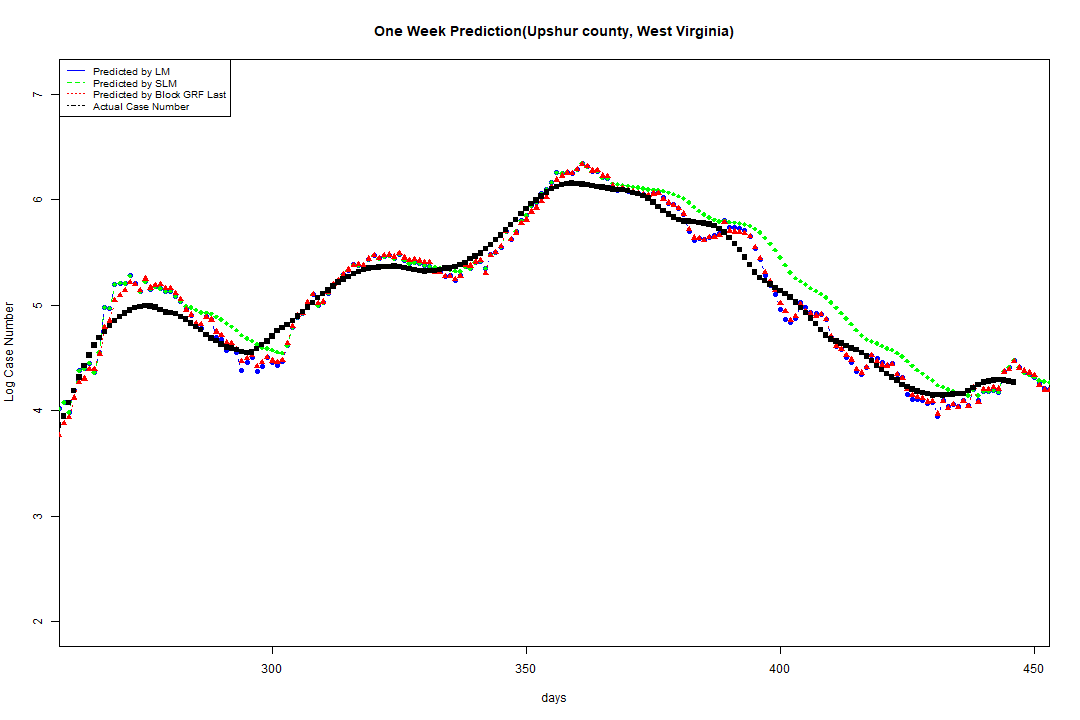 One Week Prediction(Upshur county, West Virginia)
Predicted by LM
Predicted by SLM
Predicted by Block GRF Last
Actual Case Number
7
6
5
4
3
2
Log Case Number
300
350
400
450
days